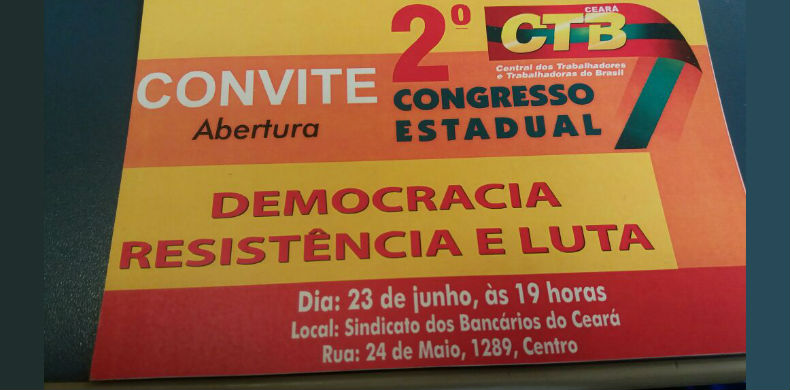 CONVITE
Abertura
2º
CONGRESSO
ESTADUAL
CEARÁ
CTB
Central dos Trabalhadores
e Trabalhadoras do Brasil
DEMOCRACIA
RESISTÊNCIA E LUTA
Dia: 23 de junho, às 19 horas
Local: Sindicato dos Bancários do Ceará
Rua: 24 de Maio, 1289, Centro